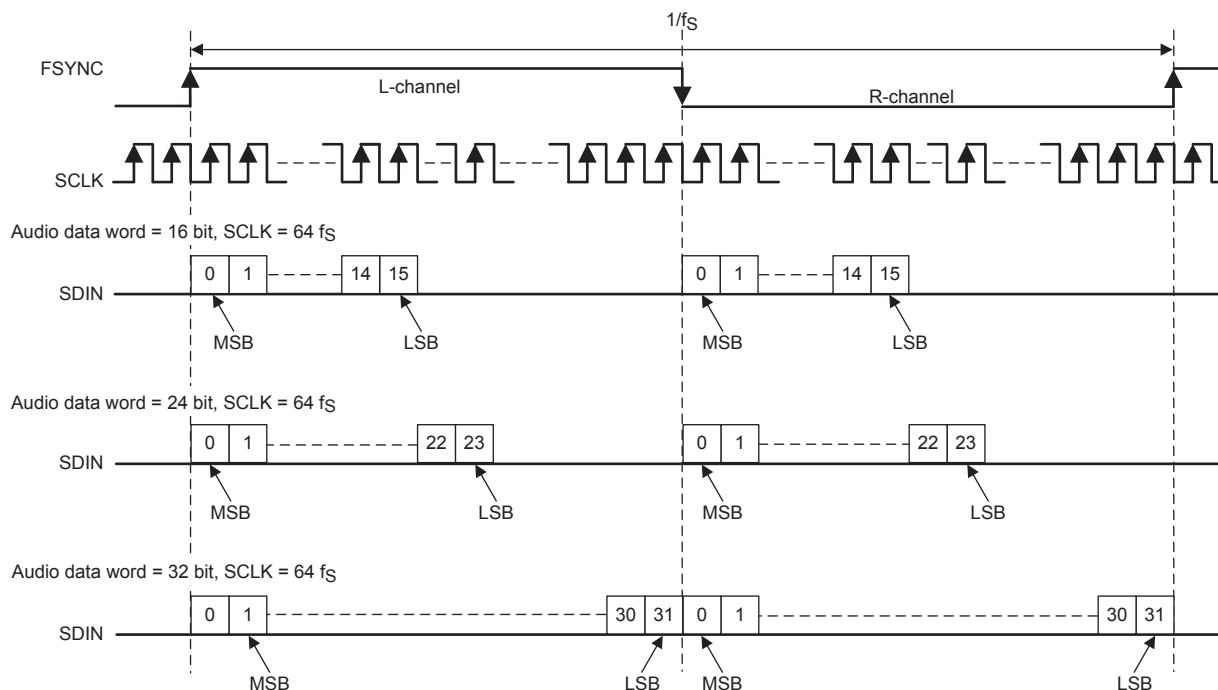 1/fS
FSYNC
L-channel
R-channel
SCLK
Audio data word = 16 bit, SCLK = 64 fS
0 1 14 15 0 1 14 15
SDIN
MSB LSB MSB LSB
Audio data word = 24 bit, SCLK = 64 fS
0 1 22 23 0 1 22 23
SDIN
MSB LSB MSB LSB
Audio data word = 32 bit, SCLK = 64 fS
0 1 30 31 0 1 30 31
SDIN
MSB LSB MSB LSB